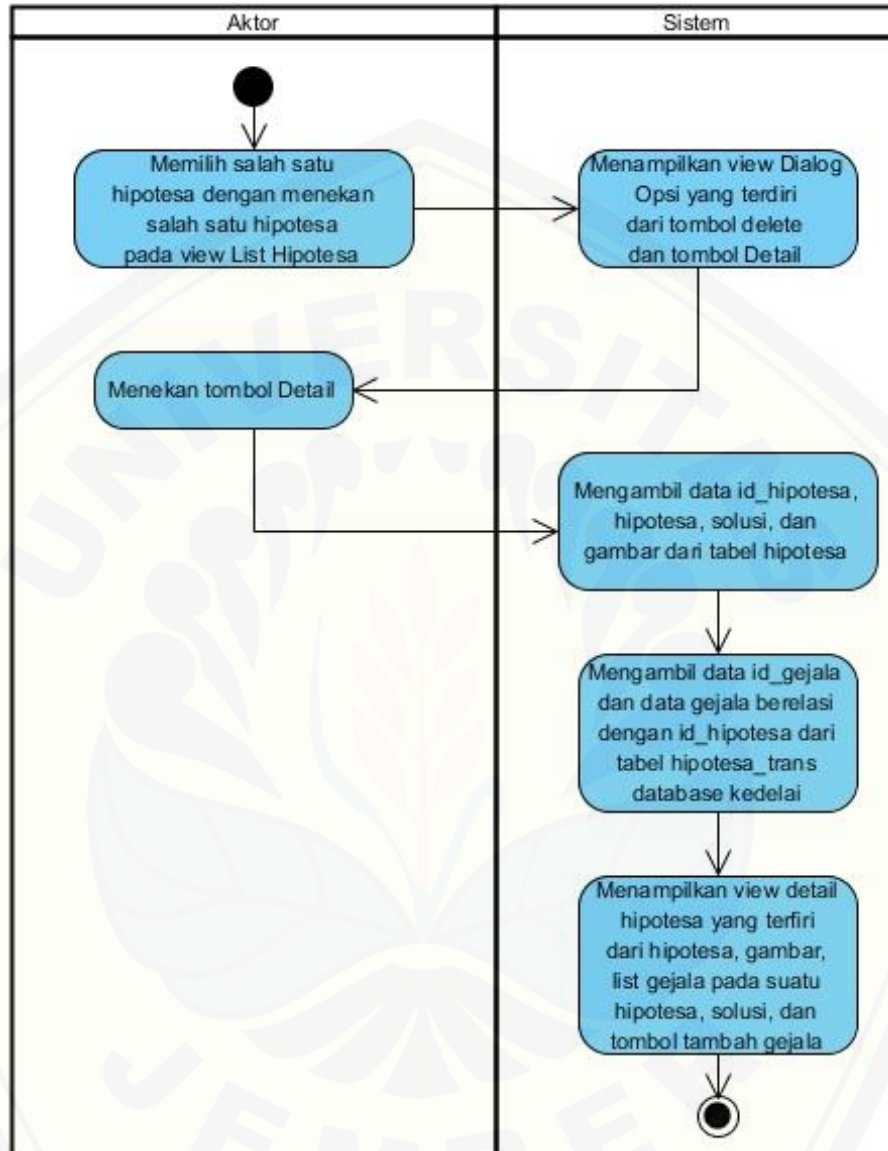 Aktor
Sistem
Memilih salah satu
hipotesa dengan menekan
salah satu hipotesa
pada view List Hipotesa
Menampilkan view Dialog
Opsi yang terdiri
dari tombol delete
dan tombol Detail
Menekan tombol Detail
Mengambil data id_hipotesa,
hipotesa, solusi, dan
gambar dari tabel hipotesa
Mengambil data id_gejala
dan data gejala berelasi
dengan id_hipotesa dari
tabel hipotesa_trans
database kedelai
Menampilkan view detail
hipotesa yang terfiri
dari hipotesa, gambar,
list gejala pada suatu
hipotesa, solusi, dan
tombol tambah gejala
UNIVERSITAS
JEMBER